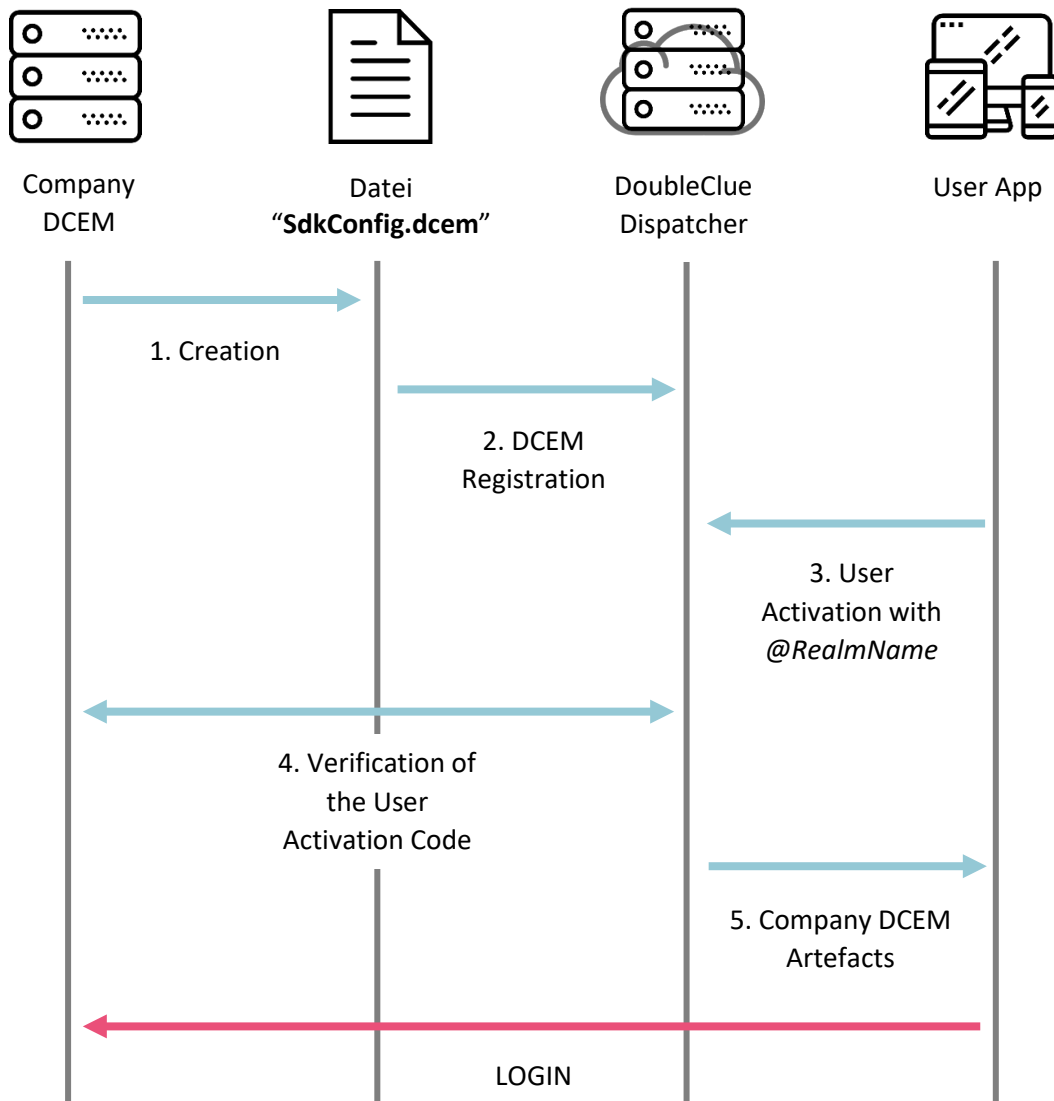 Company
DCEM
Datei
“SdkConfig.dcem”
DoubleClue
Dispatcher
User App
1. Creation
2. DCEM
Registration
3. User
Activation with
@RealmName
4. Verification of
the User
Activation Code
5. Company DCEM
Artefacts
LOGIN